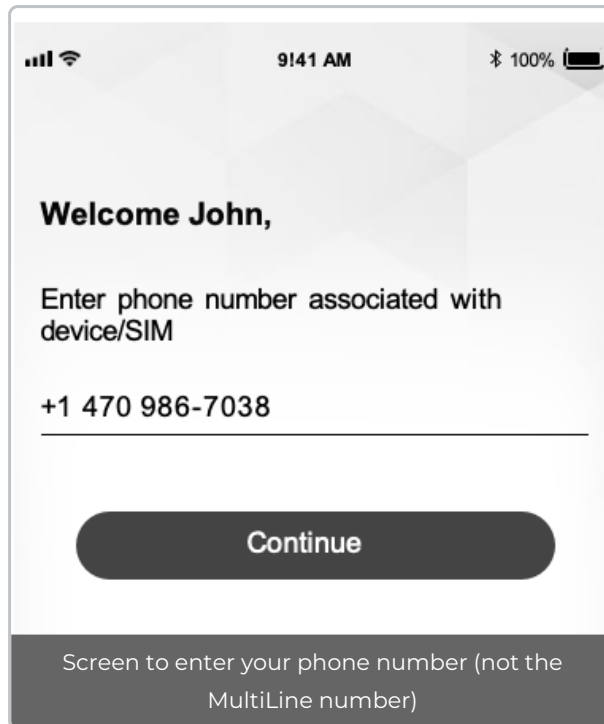 9:41 AM
100%
Welcome John,
Enter phone number associated with
device/SIM
+1 470 986-7038
Continue
Screen to enter your phone number (not the
MultiLine number)